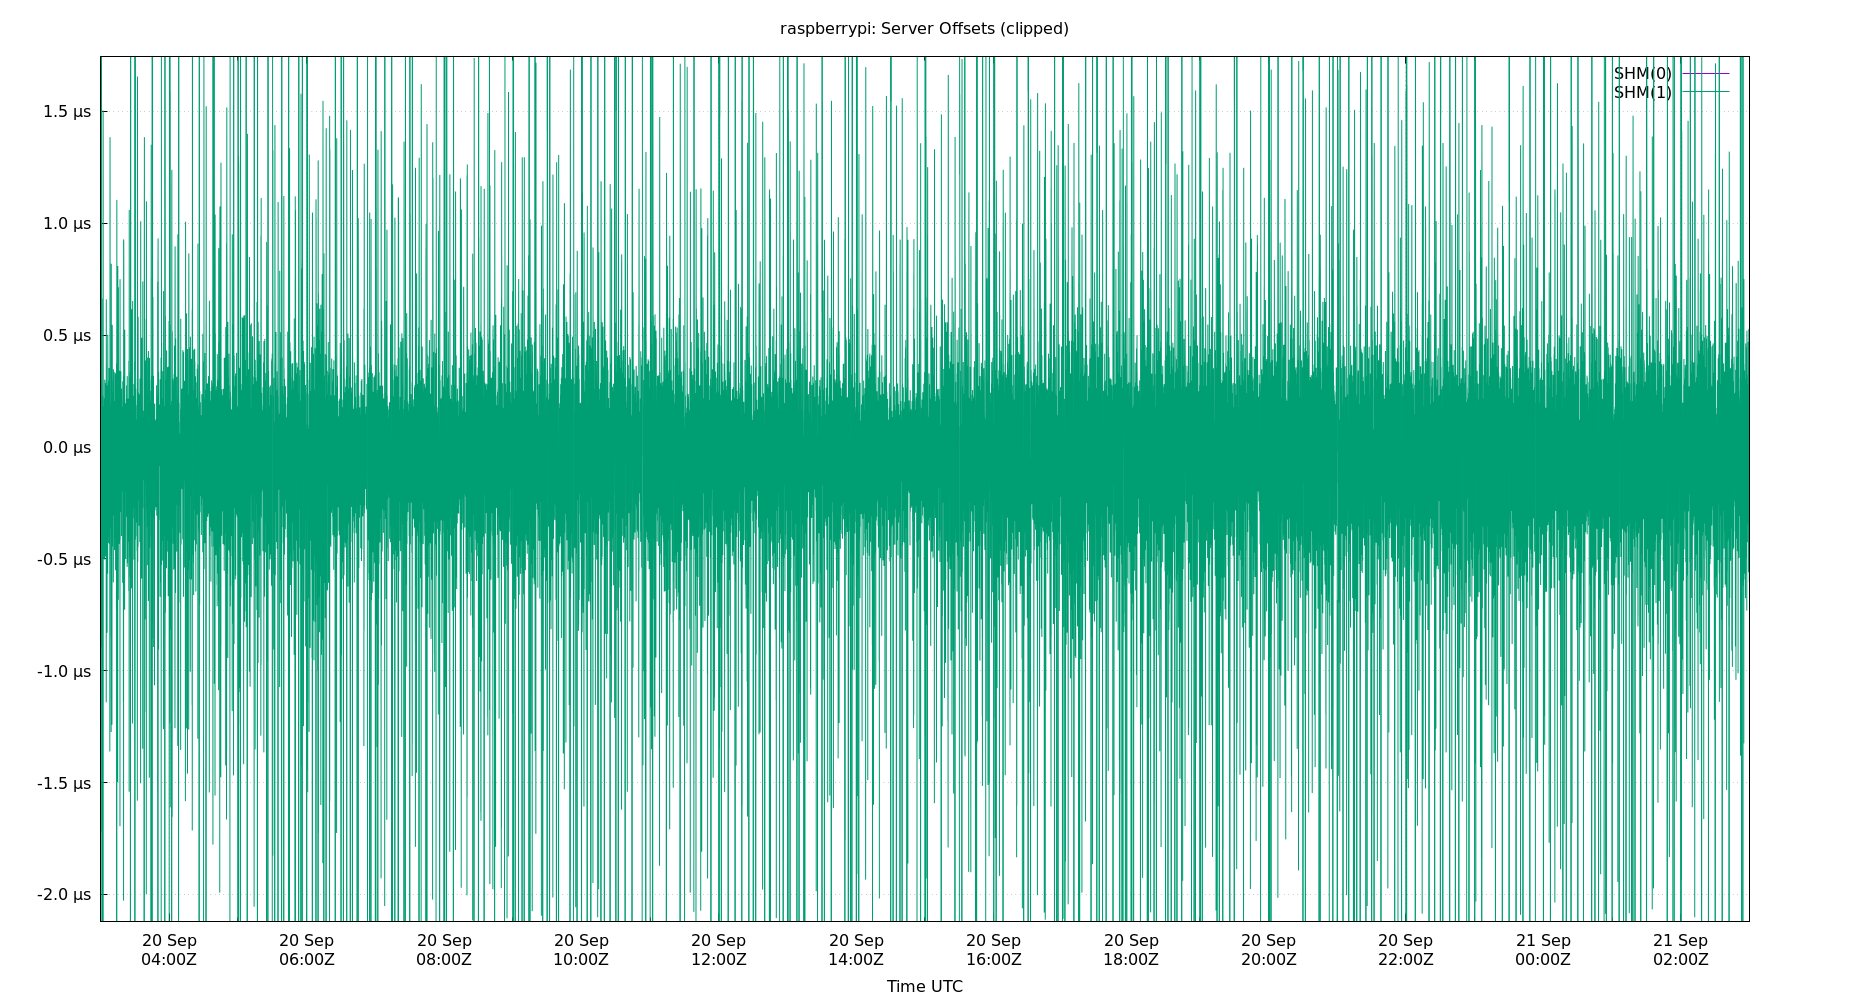 raspberrypi: Server Offsets (clipped)
SHM(0)
SHM(1)
1.5 µs
1.0 µs
0.5 µs
0.0 µs
-0.5 µs
-1.0 µs
-1.5 µs
-2.0 µs
20 Sep 20 Sep 20 Sep 20 Sep 20 Sep 20 Sep 20 Sep 20 Sep 20 Sep 20 Sep 21 Sep 21 Sep
04:00Z 06:00Z 08:00Z 10:00Z 12:00Z 14:00Z 16:00Z 18:00Z 20:00Z 22:00Z 00:00Z 02:00Z
Time UTC